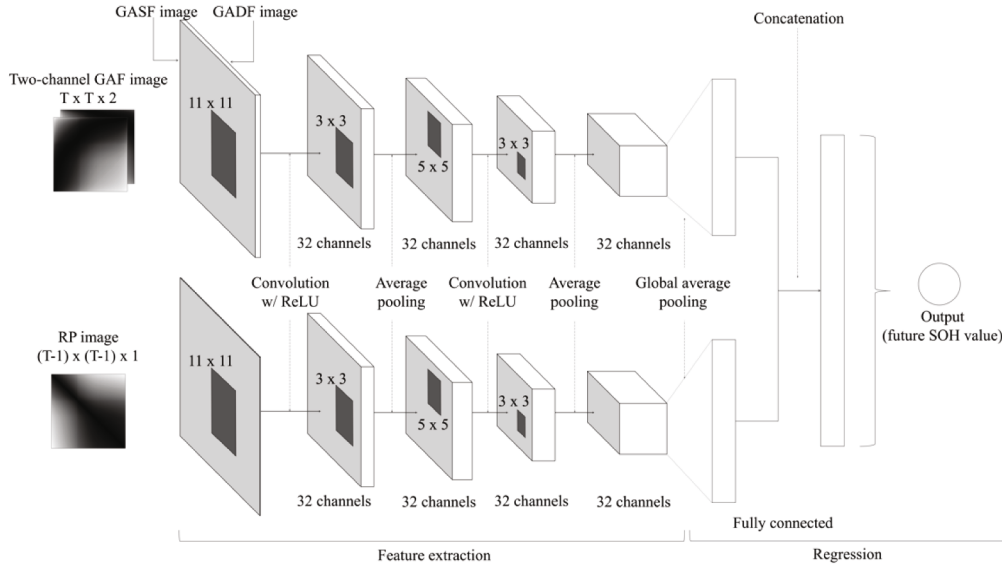 GASF image
GADF image
Concatenation
Two-channel GAF image
T x T x 2
11 x 11
3 x 3
5 x 5
3 x 3
32 channels
32 channels
32 channels
32 channels
Convolution
w/ ReLU
Average
pooling
Convolution
w/ ReLU
Average
pooling
Global average
pooling
Output
(future SOH value)
RP image
(T-1) x (T-1) x 1
11 x 11
3 x 3
5 x 5
3 x 3
32 channels
32 channels
32 channels
32 channels
Fully connected
Feature extraction
Regression